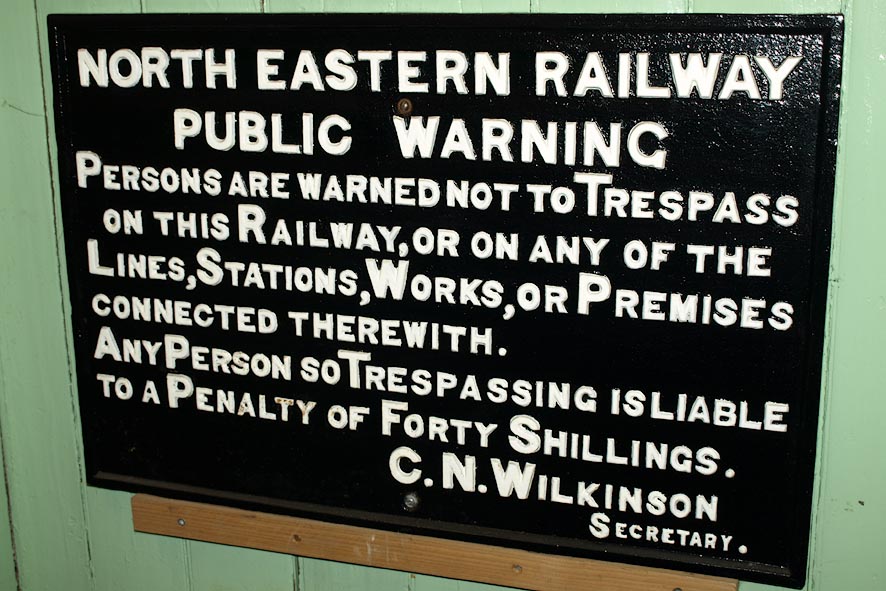 NORTH EASTERN RAILWAY
PUBLIC WARNING
PERSONS ARE WARNED NOT TO TRESPASS
ON THIS RAILWAY, OR ON ANY OF THE
LINES, STATIONS, WORKS, OR PREMISES
CONNECTED THEREWITH.
ANY PERSON SO TRESPASSING IS LIABLE
TO A PENALTY OF FORTY SHILLINGS.
C. N. WILKINSON
SECRETARY.